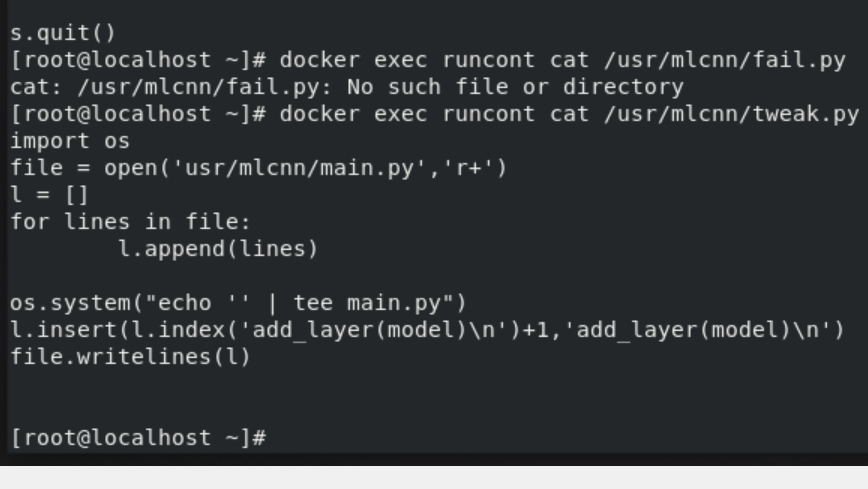 s.quit()
[root@localhost ~]# docker exec runcont cat /usr/mlcnn/fail.py
cat: /usr/mlcnn/fail.py: No such file or directory
[root@localhost ~]# docker exec runcont cat /usr/mlcnn/tweak.py
import os
file = open('usr/mlcnn/main.py','r+')
l = []
for lines in file:
        l.append(lines)
os.system("echo '' | tee main.py")
l.insert(l.index('add_layer(model)\n')+1,'add_layer(model)\n')
file.writelines(l)
[root@localhost ~]#